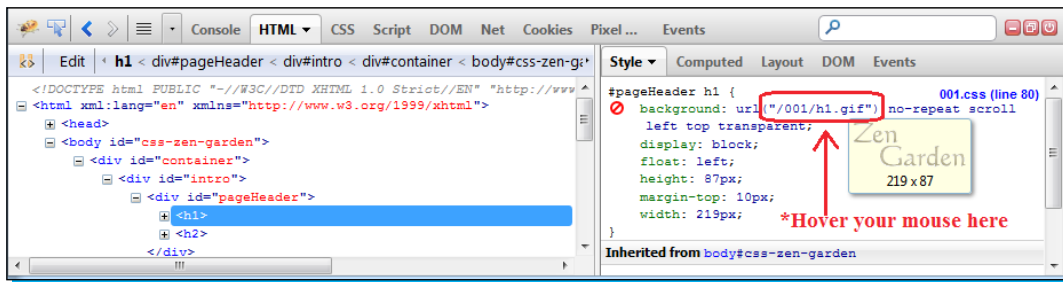 Console HTML CSS Script DOM Net Cookies Pixel ... Events
Edit h1 < div#pageHeader < div#intro < div#container < body#css-zen-ga
Style Computed Layout DOM Events
<!DOCTYPE html PUBLIC "-//W3C//DTD XHTML 1.0 Strict//EN" "http://www
<html xml:lang="en" xmlns="http://www.w3.org/1999/xhtml">
<head>
<body id="css-zen-garden">
<div id="container">
<div id="intro">
<div id="pageHeader">
<h1>
<h2>
</div>
#pageHeader h1 { 001.css (line 80)
background: url("/001/h1.gif") no-repeat scroll
left top transparent;
display: block;
float: left;
height: 87px;
margin-top: 10px;
width: 219px;
}
Zen
Garden
219 x 87
*Hover your mouse here
Inherited from body#css-zen-garden